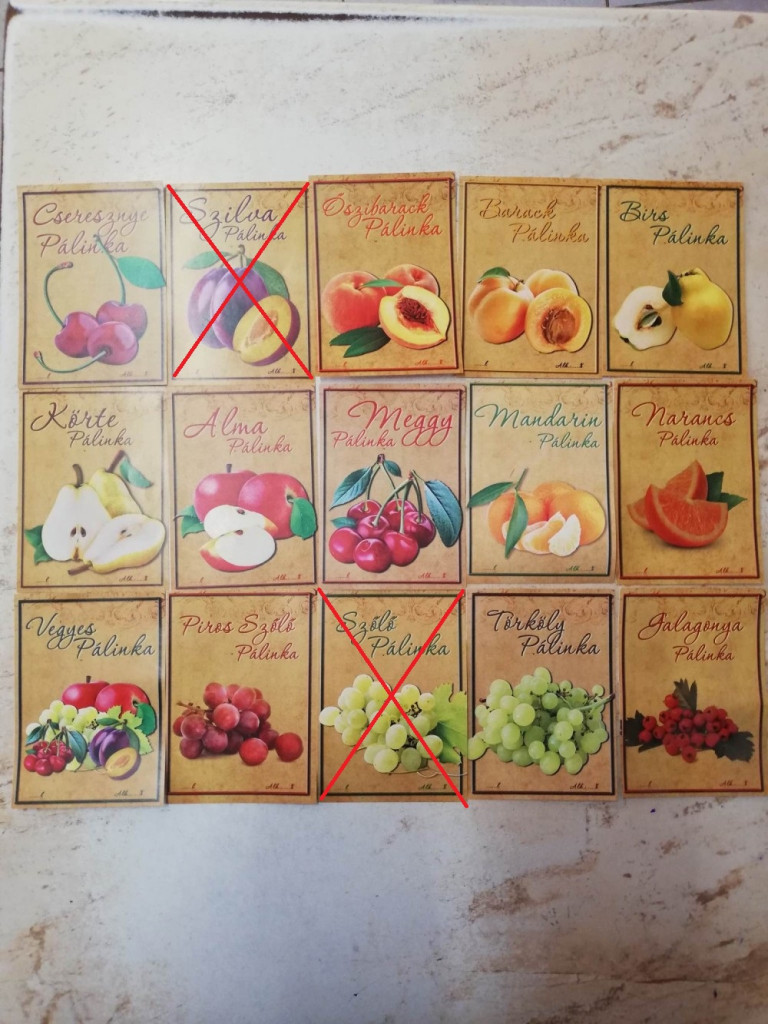 Cseresznye
Pálinka
Szilva
Pálinka
Őszibarack
Pálinka
Barack
Pálinka
Birs
Pálinka
Körte
Pálinka
Alma
Pálinka
Meggy
Pálinka
Mandarin
Pálinka
Narancs
Pálinka
Vegyes
Pálinka
Piros Szőlő
Pálinka
Szőlő
Pálinka
Törköly
Pálinka
Galagonya
Pálinka